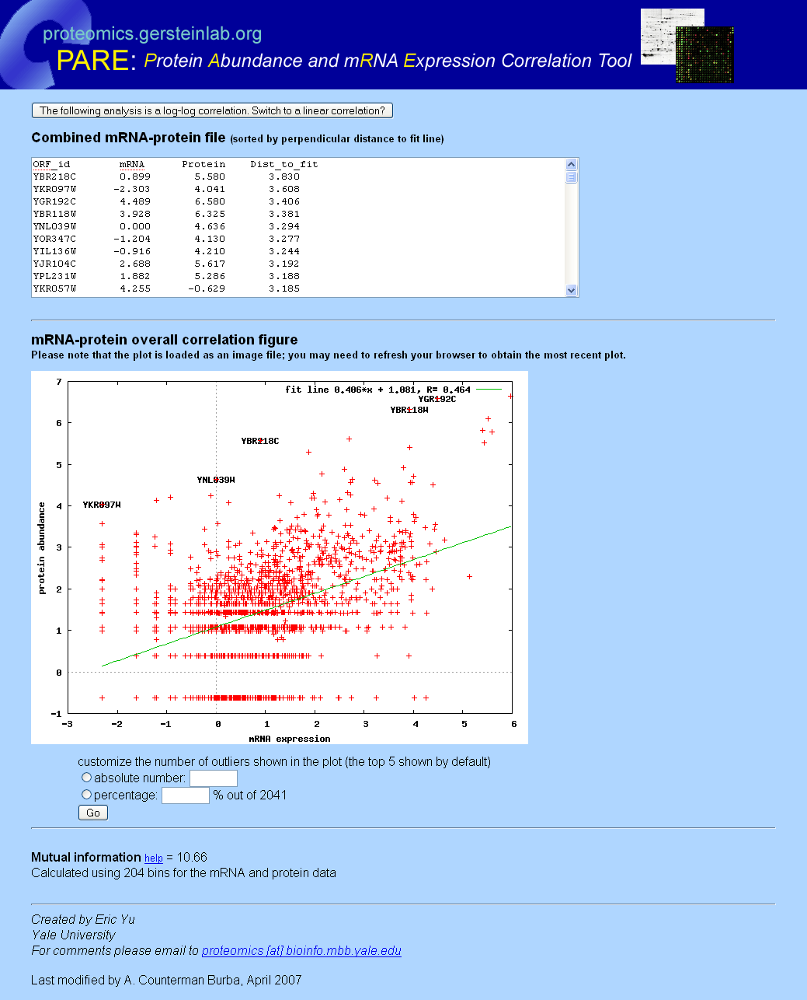 proteomics.gersteinlab.org
PARE: Protein Abundance and mRNA Expression Correlation Tool
The following analysis is a log-log correlation. Switch to a linear correlation?
Combined mRNA-protein file (sorted by perpendicular distance to fit line)
ORF_id mRNA Protein Dist_to_fit
YBR218C 0.899 5.580 3.830
YKR097W -2.303 4.041 3.608
YGR192C 4.489 6.580 3.406
YBR118W 3.928 6.325 3.381
YNL039W 0.000 4.636 3.294
YOR347C -1.204 4.130 3.277
YIL136W -0.916 4.210 3.244
YJR104C 2.688 5.617 3.192
YPL231W 1.882 5.286 3.188
YKR057W 4.255 -0.629 3.185
mRNA-protein overall correlation figure
Please note that the plot is loaded as an image file; you may need to refresh your browser to obtain the most recent plot.
7
fit line 0.406*x + 1.081, R= 0.464
YGR192C
YBR118W
6
YBR218C
5
YNL039W
YKR097W
4
3
2
1
0
-1
protein abundance
-3 -2 -1 0 1 2 3 4 5 6
mRNA expression
customize the number of outliers shown in the plot (the top 5 shown by default)
absolute number:
percentage: % out of 2041
Go
Mutual information help = 10.66
Calculated using 204 bins for the mRNA and protein data
Created by Eric Yu
Yale University
For comments please email to proteomics [at] bioinfo.mbb.yale.edu
Last modified by A. Counterman Burba, April 2007